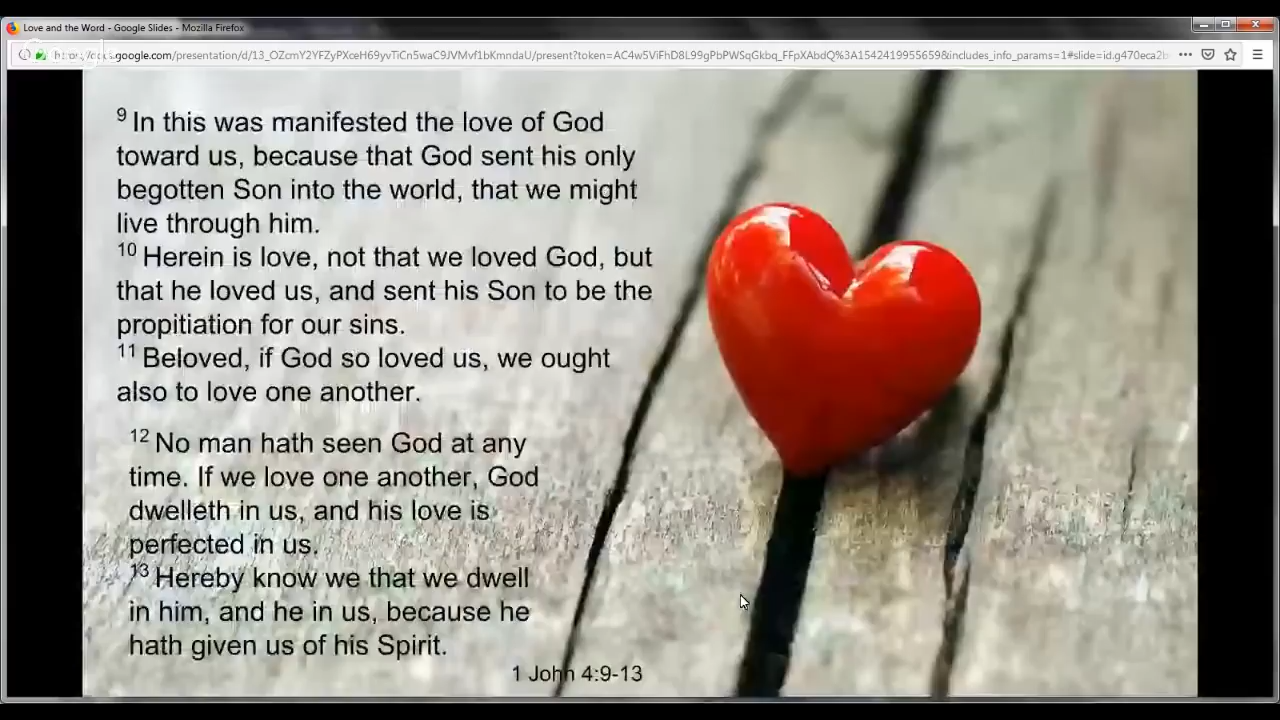 Love and the Word - Google Slides - Mozilla Firefox
9 In this was manifested the love of God
toward us, because that God sent his only
begotten Son into the world, that we might
live through him.
10 Herein is love, not that we loved God, but
that he loved us, and sent his Son to be the
propitiation for our sins.
11 Beloved, if God so loved us, we ought
also to love one another.
12 No man hath seen God at any
time. If we love one another, God
dwelleth in us, and his love is
perfected in us.
13 Hereby know we that we dwell
in him, and he in us, because he
hath given us of his Spirit.
1 John 4:9-13